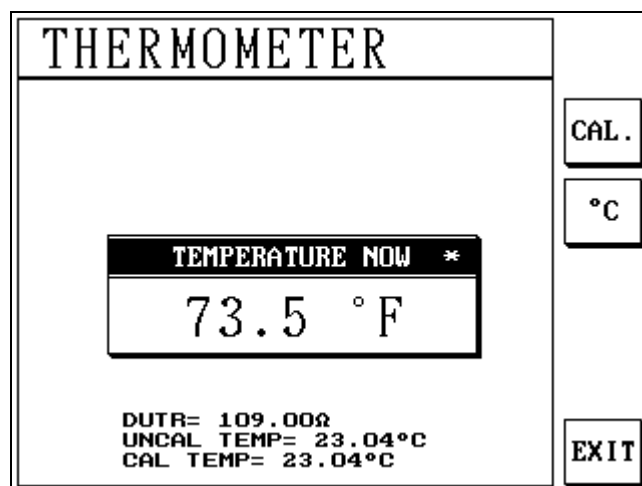 THERMOMETER
CAL.
°C
TEMPERATURE NOW *
73.5 °F
DUTR= 109.00Ω
UNCAL TEMP= 23.04°C
CAL TEMP= 23.04°C
EXIT